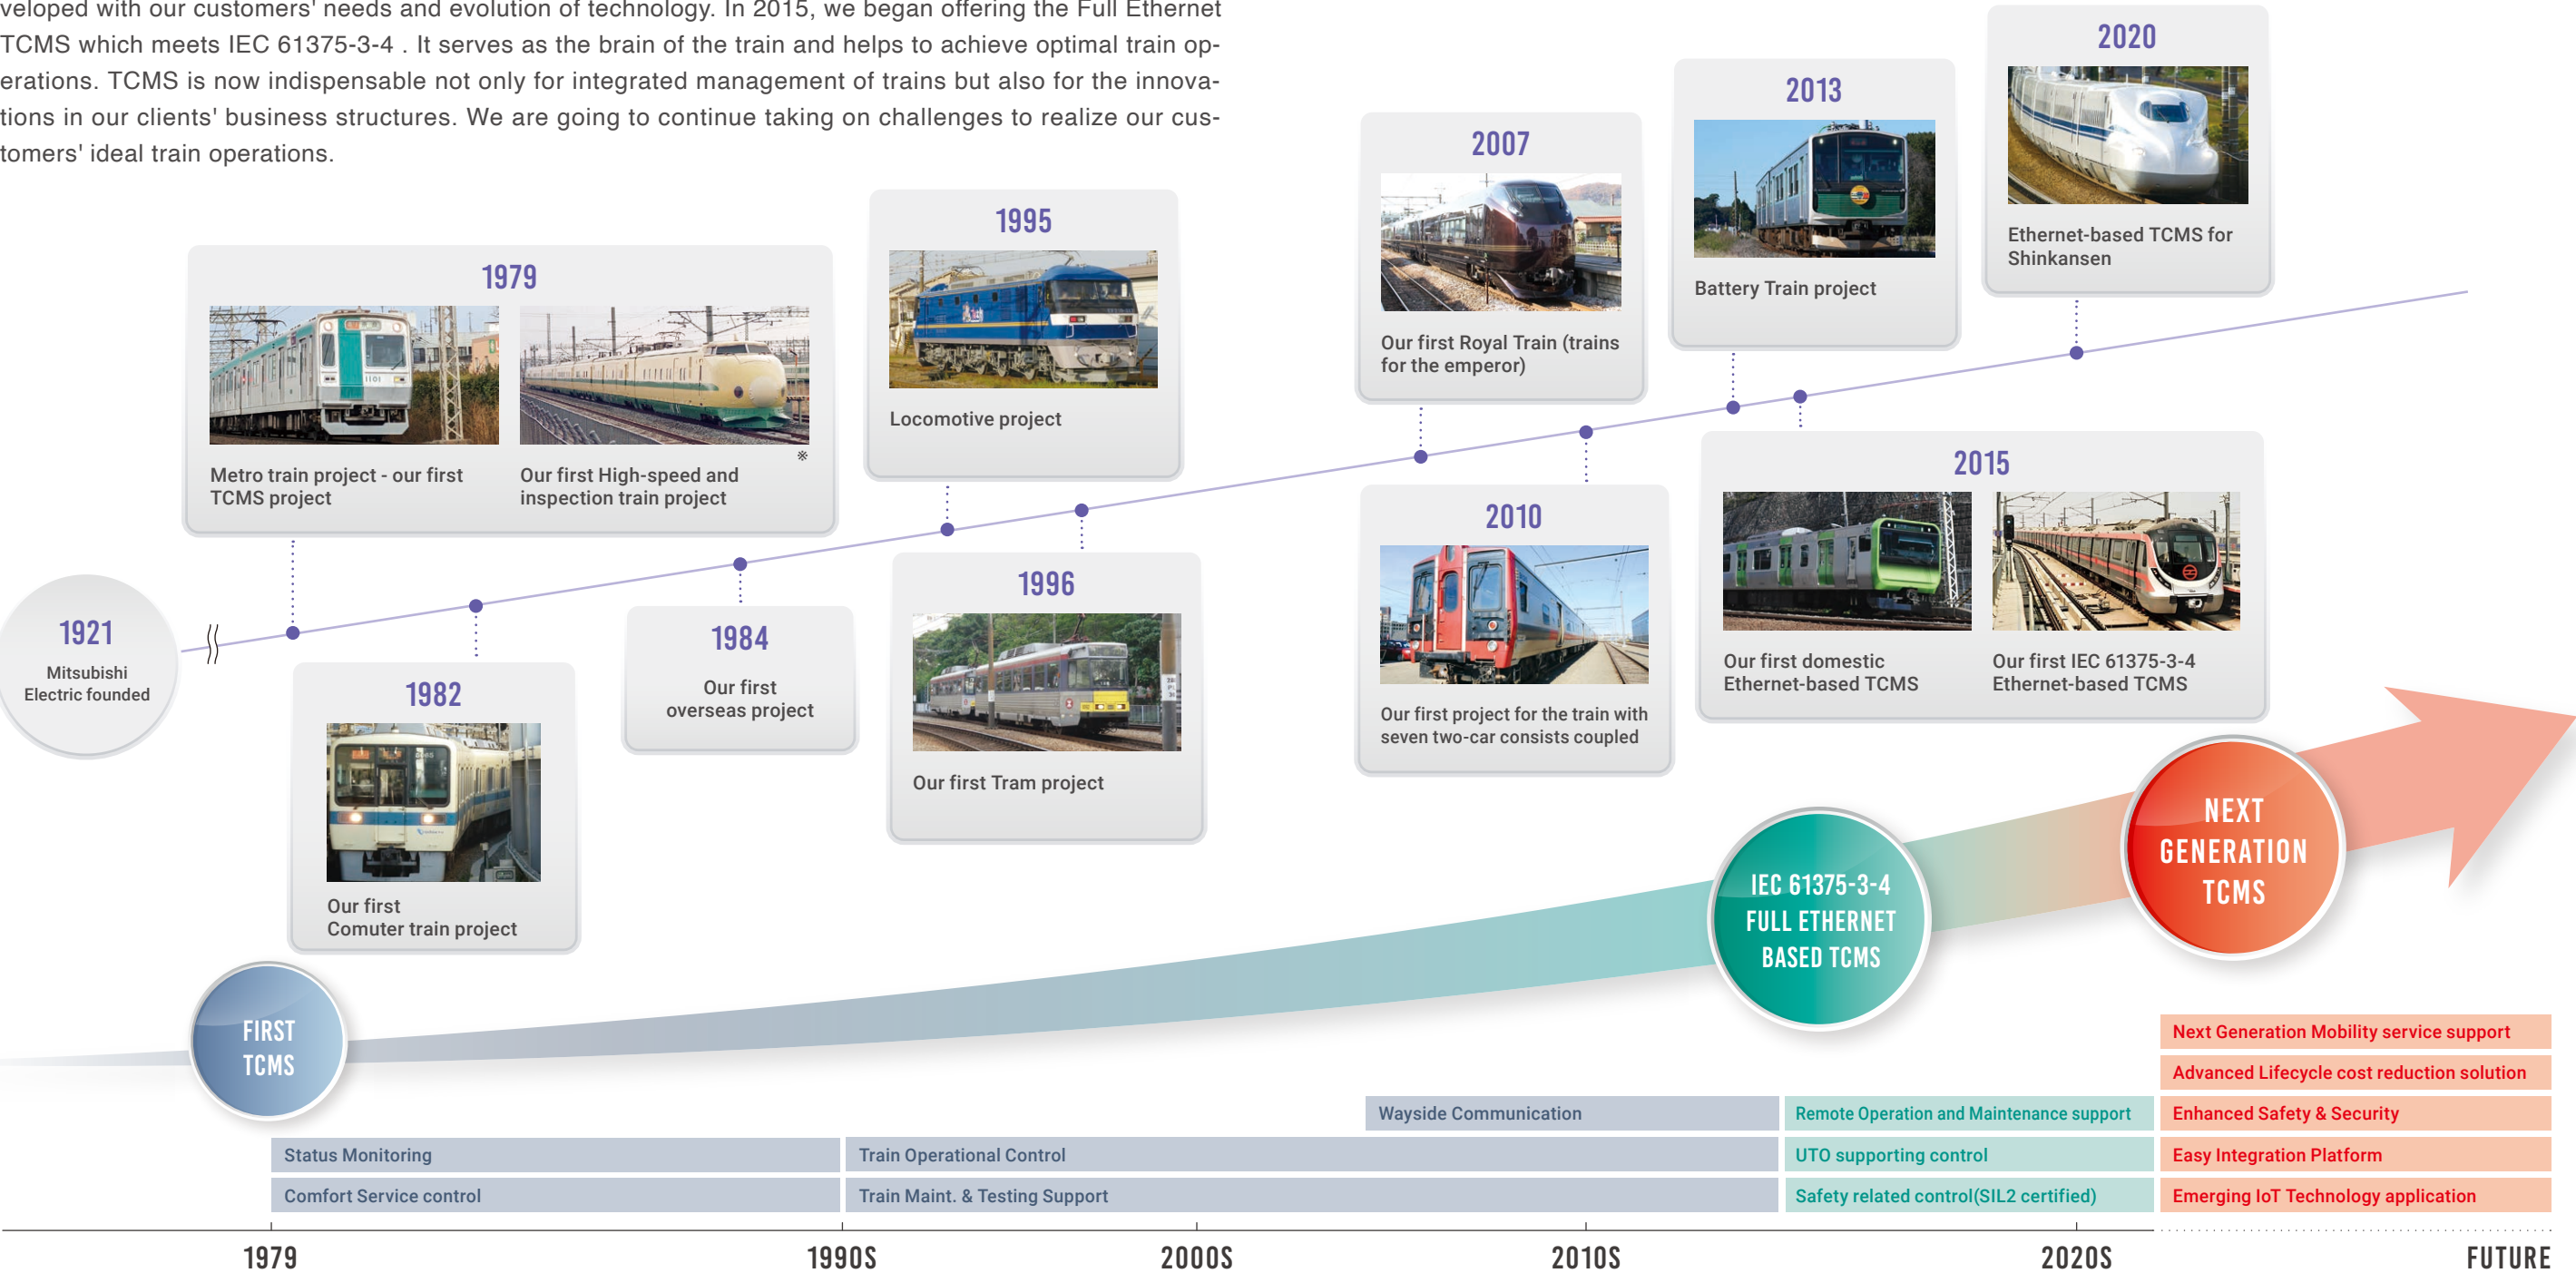 veloped with our customers' needs and evolution of technology. In 2015, we began offering the Full Ethernet
TCMS which meets IEC 61375-3-4 . It serves as the brain of the train and helps to achieve optimal train op-
erations. TCMS is now indispensable not only for integrated management of trains but also for the innova-
tions in our clients' business structures. We are going to continue taking on challenges to realize our cus-
tomers' ideal train operations.
1921
Mitsubishi
Electric founded
1979
1101
Metro train project - our first
TCMS project
※
Our first High-speed and
inspection train project
1982
Our first
Comuter train project
1984
Our first
overseas project
1995
Locomotive project
1996
Our first Tram project
2007
Our first Royal Train (trains
for the emperor)
2010
Our first project for the train with
seven two-car consists coupled
2013
Battery Train project
2015
Our first domestic
Ethernet-based TCMS
Our first IEC 61375-3-4
Ethernet-based TCMS
2020
Ethernet-based TCMS for
Shinkansen
FIRST
TCMS
IEC 61375-3-4
FULL ETHERNET
BASED TCMS
NEXT
GENERATION
TCMS
Next Generation Mobility service support
Advanced Lifecycle cost reduction solution
Wayside Communication
Remote Operation and Maintenance support
Enhanced Safety & Security
Status Monitoring
Train Operational Control
UTO supporting control
Easy Integration Platform
Comfort Service control
Train Maint. & Testing Support
Safety related control(SIL2 certified)
Emerging IoT Technology application
1979
1990S
2000S
2010S
2020S
FUTURE